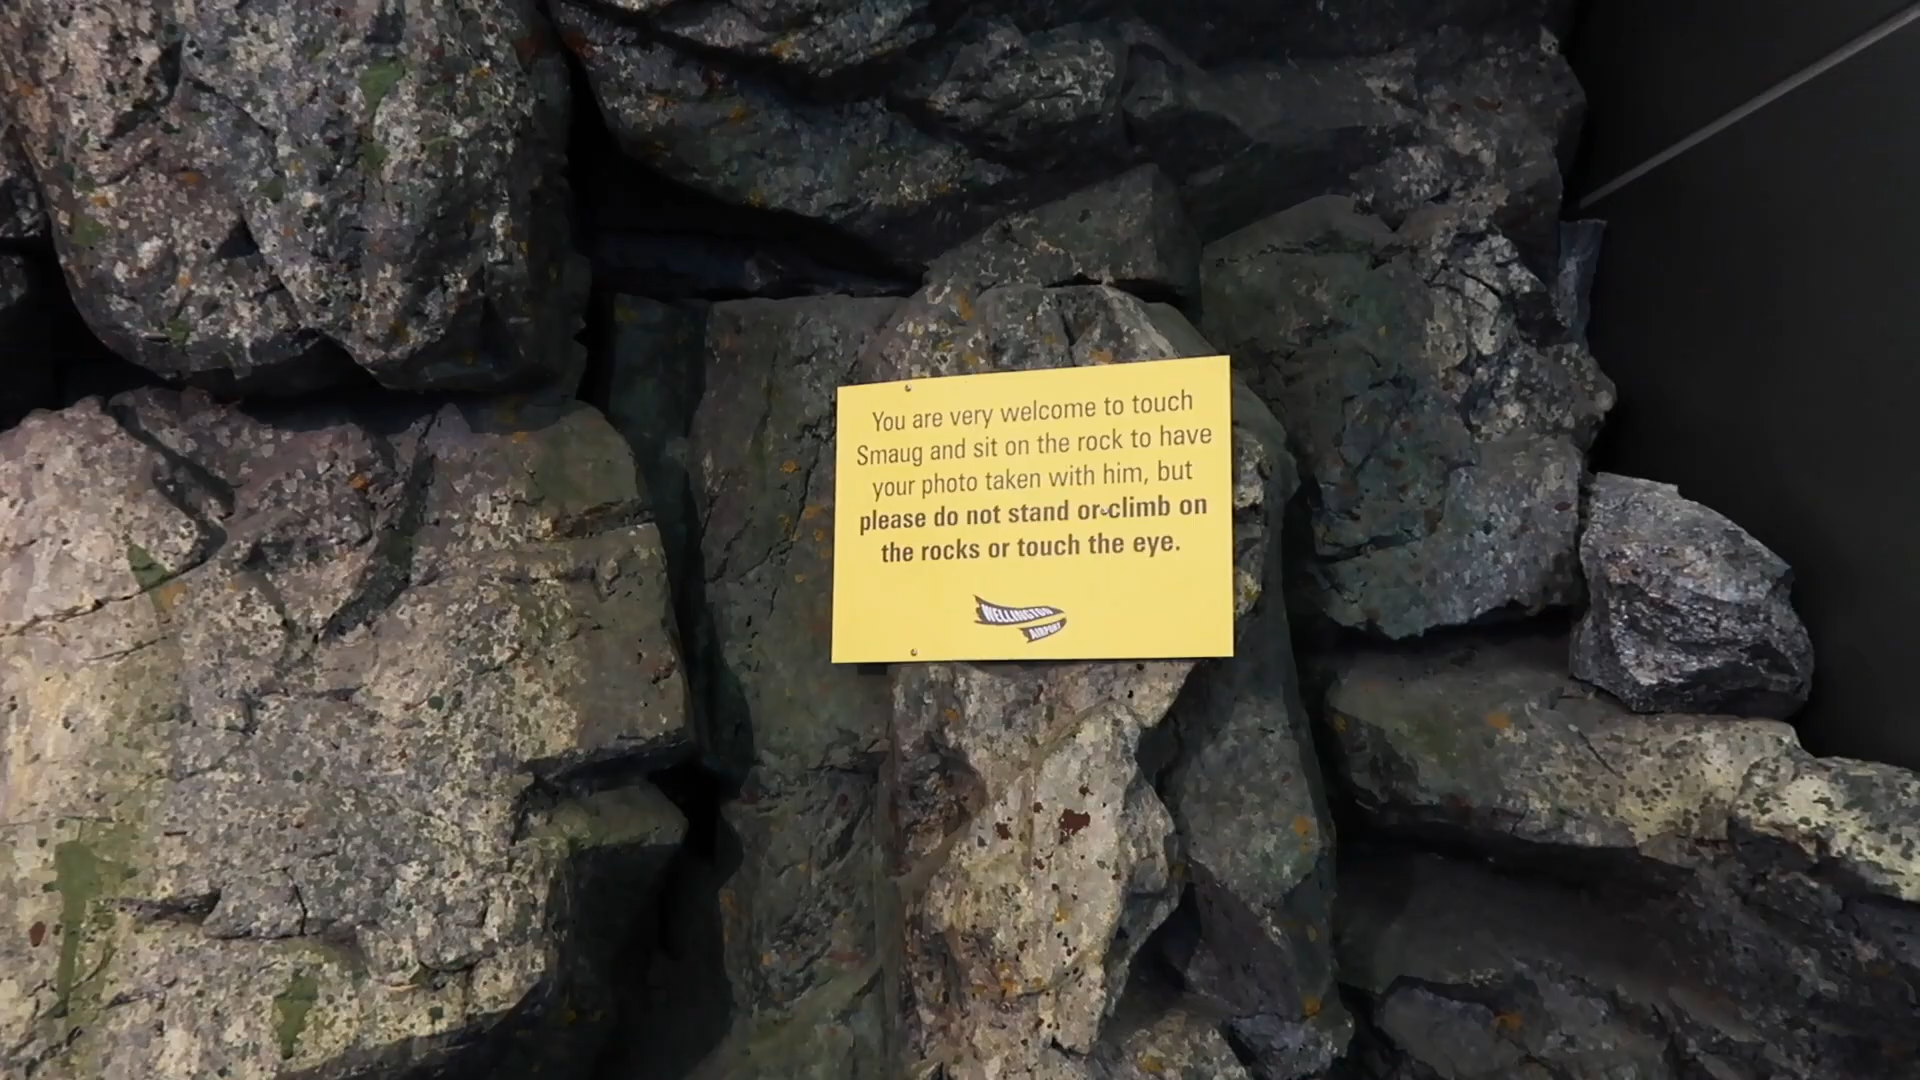 You are very welcome to touch
Smaug and sit on the rock to have
your photo taken with him, but
please do not stand or climb on
the rocks or touch the eye.
WELLINGTON
AIRPORT